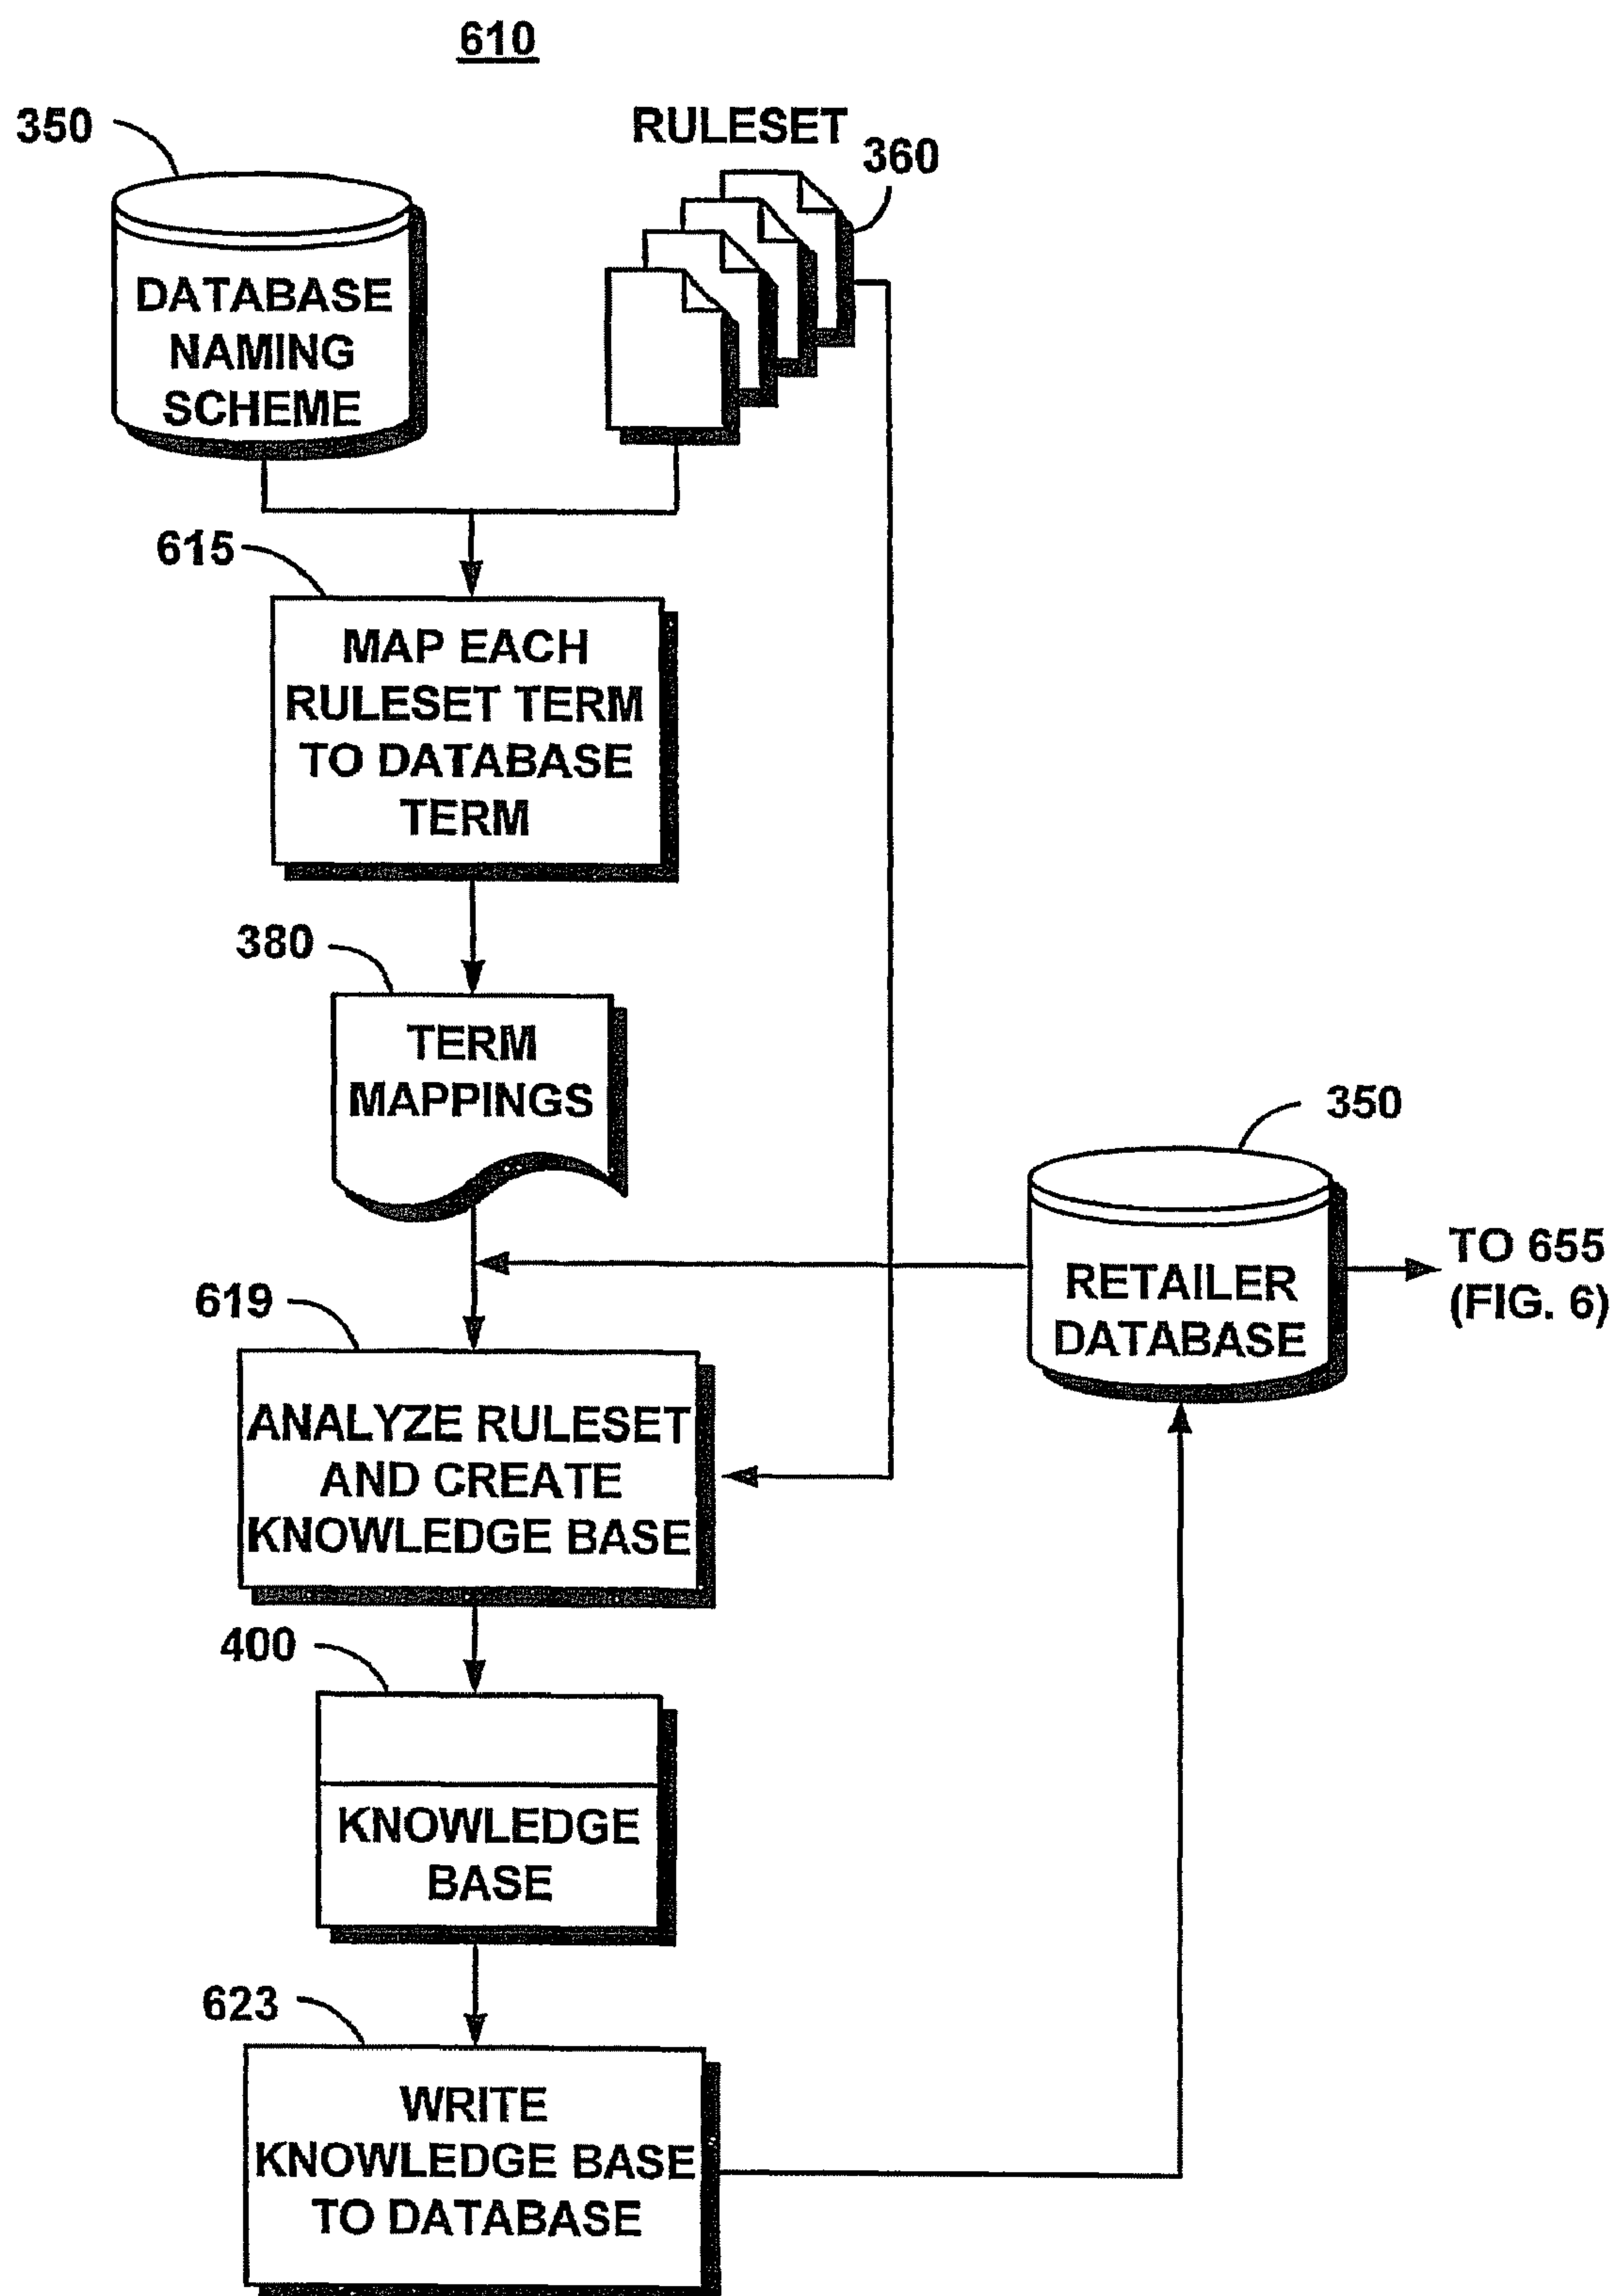 610
350
RULESET
360
DATABASE
NAMING
SCHEME
615
MAP EACH
RULESET TERM
TO DATABASE
TERM
380
TERM
MAPPINGS
350
RETAILER
DATABASE
TO 655
(FIG. 6)
619
ANALYZE RULESET
AND CREATE
KNOWLEDGE BASE
400
KNOWLEDGE
BASE
623
WRITE
KNOWLEDGE BASE
TO DATABASE